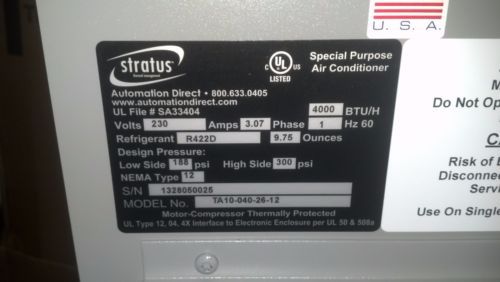 U. S. A.
stratus
thermal management
C UL US
LISTED
Special Purpose
Air Conditioner
Automation Direct • 800.633.0405
www.automationdirect.com
UL File # SA33404 4000 BTU/H
Volts 230 Amps 3.07 Phase 1 Hz 60
Refrigerant R422D 9.75 Ounces
Design Pressure:
Low Side 188 psi High Side 300 psi
NEMA Type 12
S/N 1328050025
MODEL No. TA10-040-26-12
Motor-Compressor Thermally Protected
UL Type 12, 04, 4X Interface to Electronic Enclosure per UL 50 & 508a
Do Not Op
Risk of E
Disconnec
Servi
Use On Single